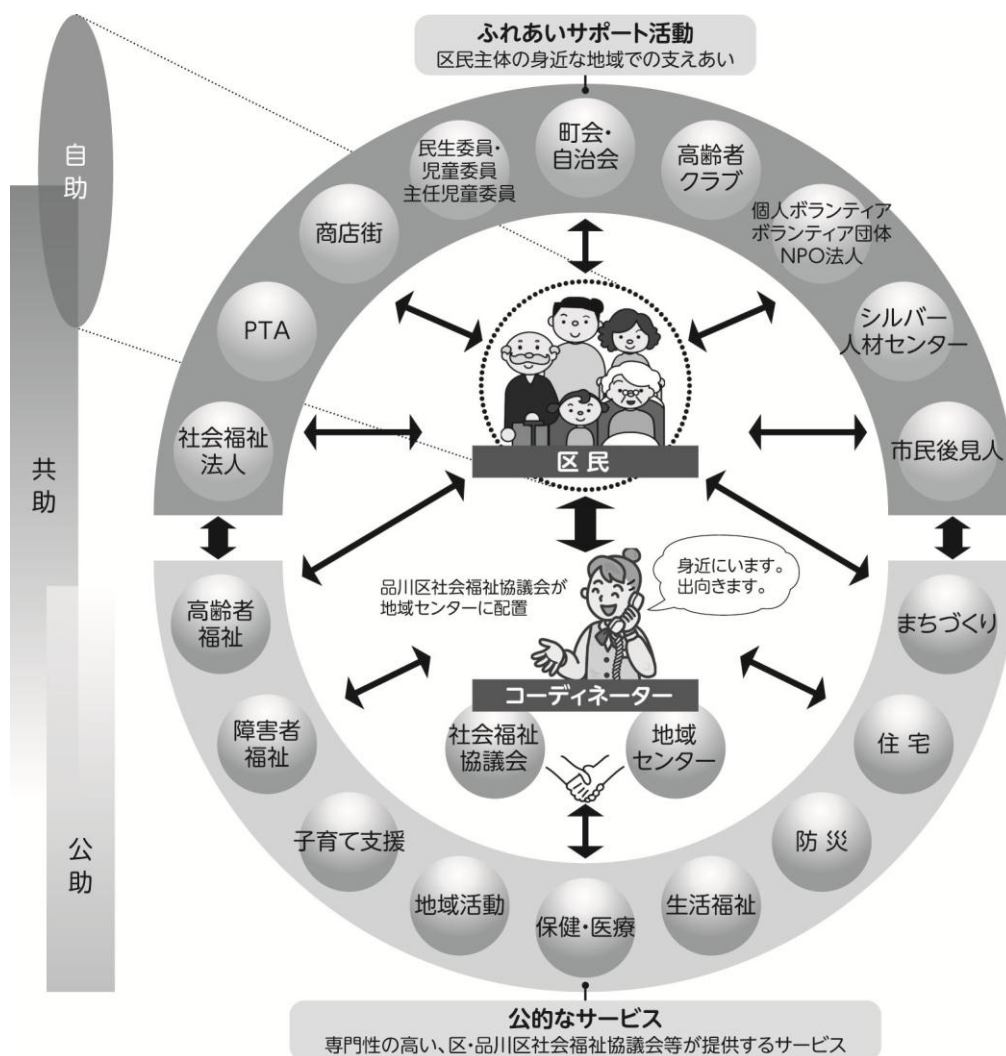 ふれあいサポート活動
区民主体の身近な地域での支えあい
自助
共助
公助
町会・
自治会
民生委員・
児童委員
主任児童委員
高齢者
クラブ
商店街
個人ボランティア
ボランティア団体
NPO法人
PTA
シルバー
人材センター
社会福祉
法人
市民後見人
区民
品川区社会福祉協議会が
地域センターに配置
身近にいます。
出向きます。
コーディネーター
社会福祉
協議会
地域
センター
高齢者
福祉
まちづくり
障害者
福祉
住宅
子育て支援
防災
地域活動
保健・医療
生活福祉
公的なサービス
専門性の高い、区・品川区社会福祉協議会等が提供するサービス